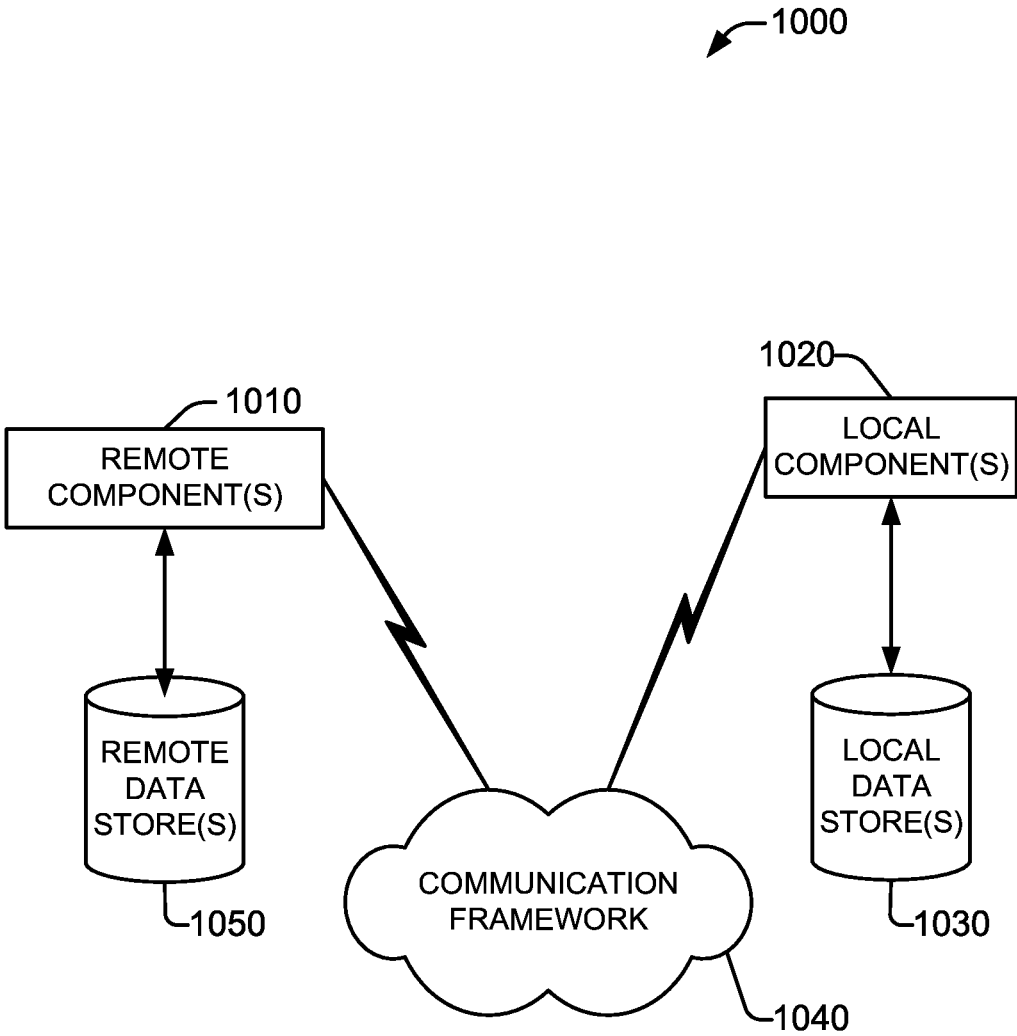 1000
1020
1010
LOCAL
COMPONENT(S)
REMOTE
COMPONENT(S)
REMOTE
DATA
STORE(S)
LOCAL
DATA
STORE(S)
COMMUNICATION
FRAMEWORK
1050
1030
1040